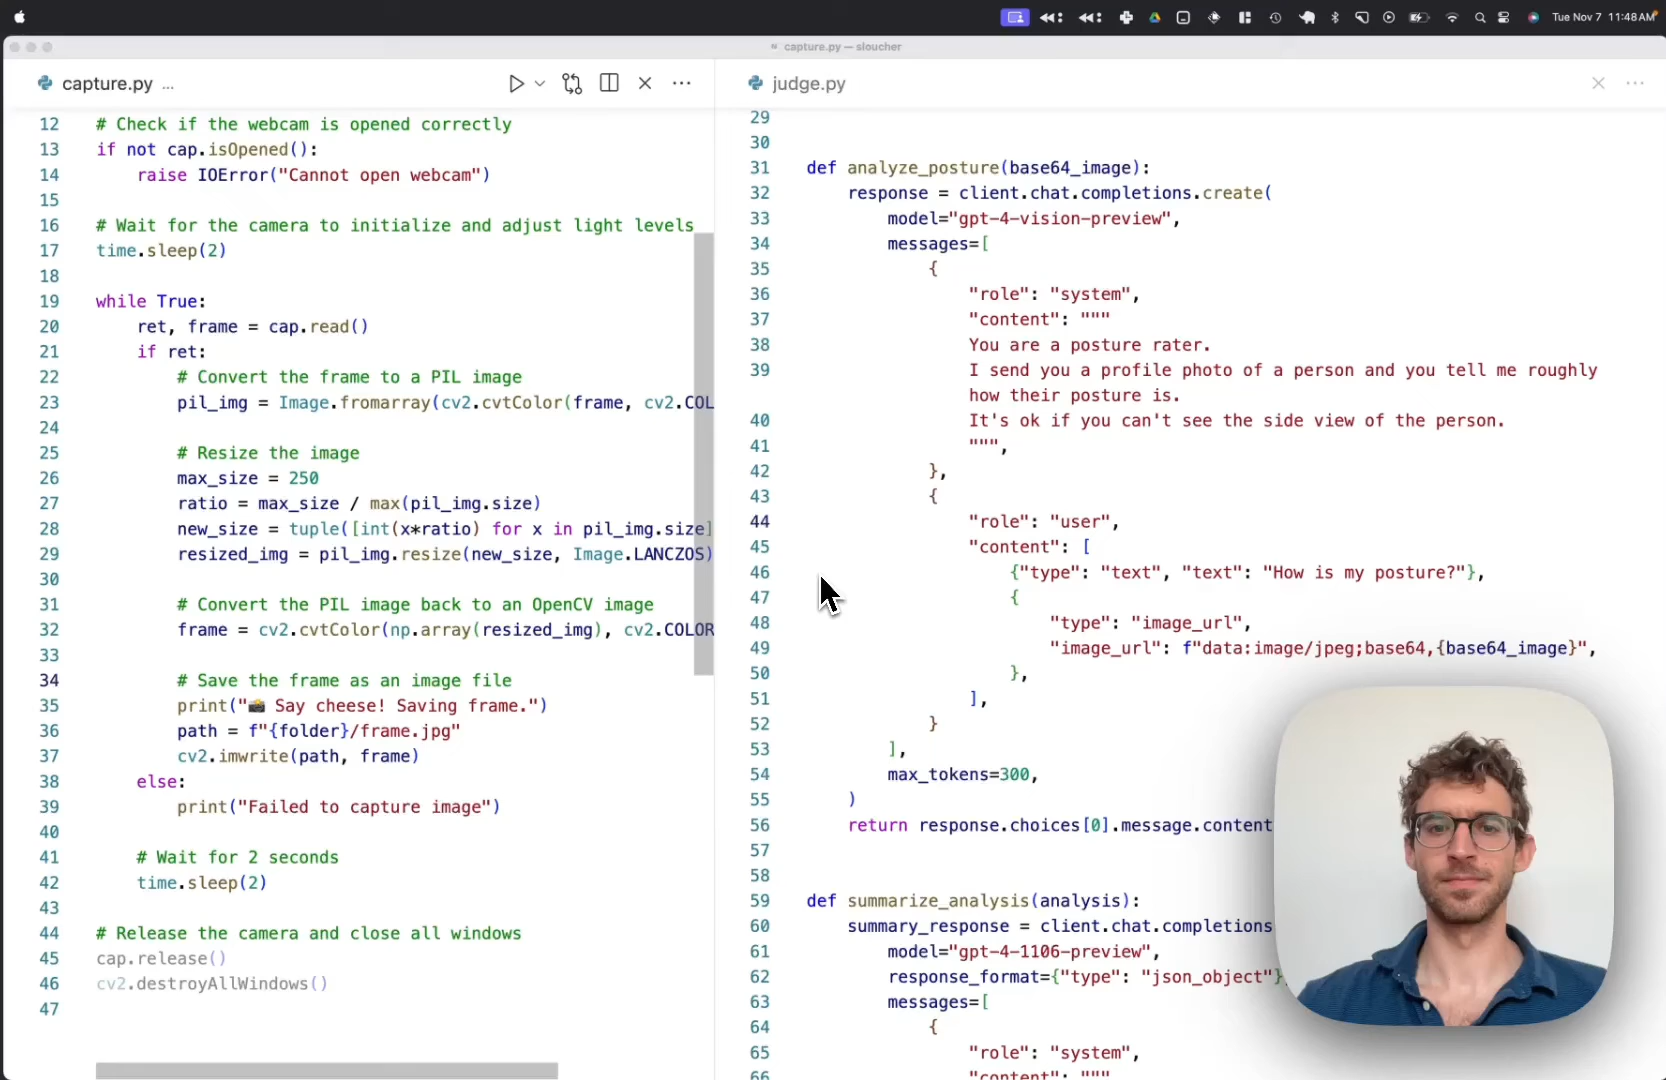 Tue Nov 7 11:48AM
capture.py — sloucher
capture.py ...
12 # Check if the webcam is opened correctly
13 if not cap.isOpened():
14 raise IOError("Cannot open webcam")
15
16 # Wait for the camera to initialize and adjust light levels
17 time.sleep(2)
18
19 while True:
20 ret, frame = cap.read()
21 if ret:
22 # Convert the frame to a PIL image
23 pil_img = Image.fromarray(cv2.cvtColor(frame, cv2.COL
24
25 # Resize the image
26 max_size = 250
27 ratio = max_size / max(pil_img.size)
28 new_size = tuple([int(x*ratio) for x in pil_img.size]
29 resized_img = pil_img.resize(new_size, Image.LANCZOS)
30
31 # Convert the PIL image back to an OpenCV image
32 frame = cv2.cvtColor(np.array(resized_img), cv2.COLOR
33
34 # Save the frame as an image file
35 print("📸 Say cheese! Saving frame.")
36 path = f"{folder}/frame.jpg"
37 cv2.imwrite(path, frame)
38 else:
39 print("Failed to capture image")
40
41 # Wait for 2 seconds
42 time.sleep(2)
43
44 # Release the camera and close all windows
45 cap.release()
46 cv2.destroyAllWindows()
47
judge.py
29
30
31 def analyze_posture(base64_image):
32 response = client.chat.completions.create(
33 model="gpt-4-vision-preview",
34 messages=[
35 {
36 "role": "system",
37 "content": """
38 You are a posture rater.
39 I send you a profile photo of a person and you tell me roughly
how their posture is.
40 It's ok if you can't see the side view of the person.
41 """,
42 },
43 {
44 "role": "user",
45 "content": [
46 {"type": "text", "text": "How is my posture?"},
47 {
48 "type": "image_url",
49 "image_url": f"data:image/jpeg;base64,{base64_image}",
50 },
51 ],
52 }
53 ],
54 max_tokens=300,
55 )
56 return response.choices[0].message.content
57
58
59 def summarize_analysis(analysis):
60 summary_response = client.chat.completions
61 model="gpt-4-1106-preview",
62 response_format={"type": "json_object"}
63 messages=[
64 {
65 "role": "system",
66 "content": """